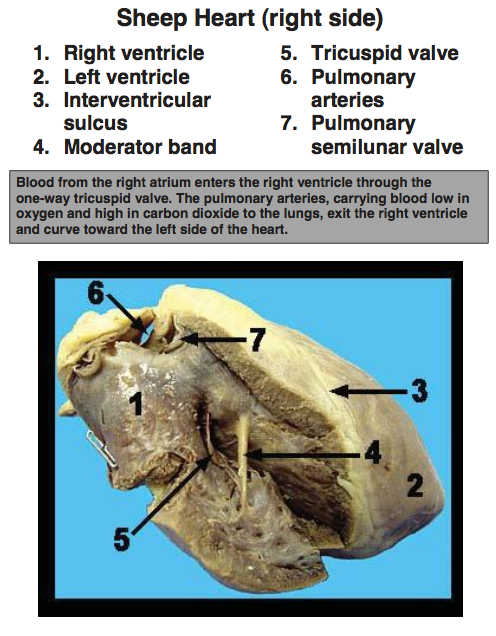 Sheep Heart (right side)
1. Right ventricle
2. Left ventricle
3. Interventricular
sulcus
4. Moderator band
5. Tricuspid valve
6. Pulmonary
arteries
7. Pulmonary
semilunar valve
Blood from the right atrium enters the right ventricle through the
one-way tricuspid valve. The pulmonary arteries, carrying blood low in
oxygen and high in carbon dioxide to the lungs, exit the right ventricle
and curve toward the left side of the heart.
6
7
1
3
4
2
5